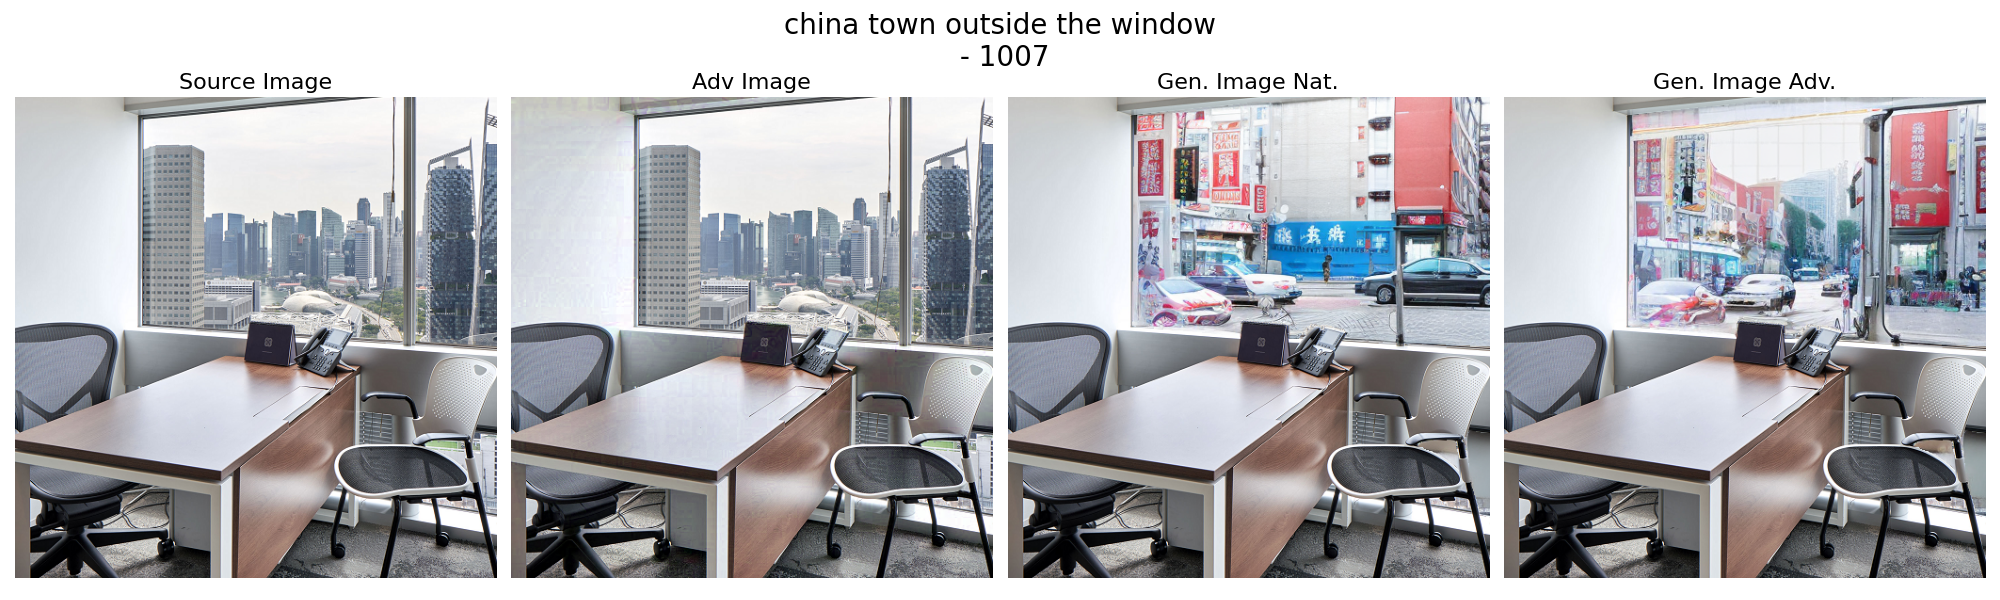 china town outside the window
- 1007
Source Image
Adv Image
Gen. Image Nat.
Gen. Image Adv.